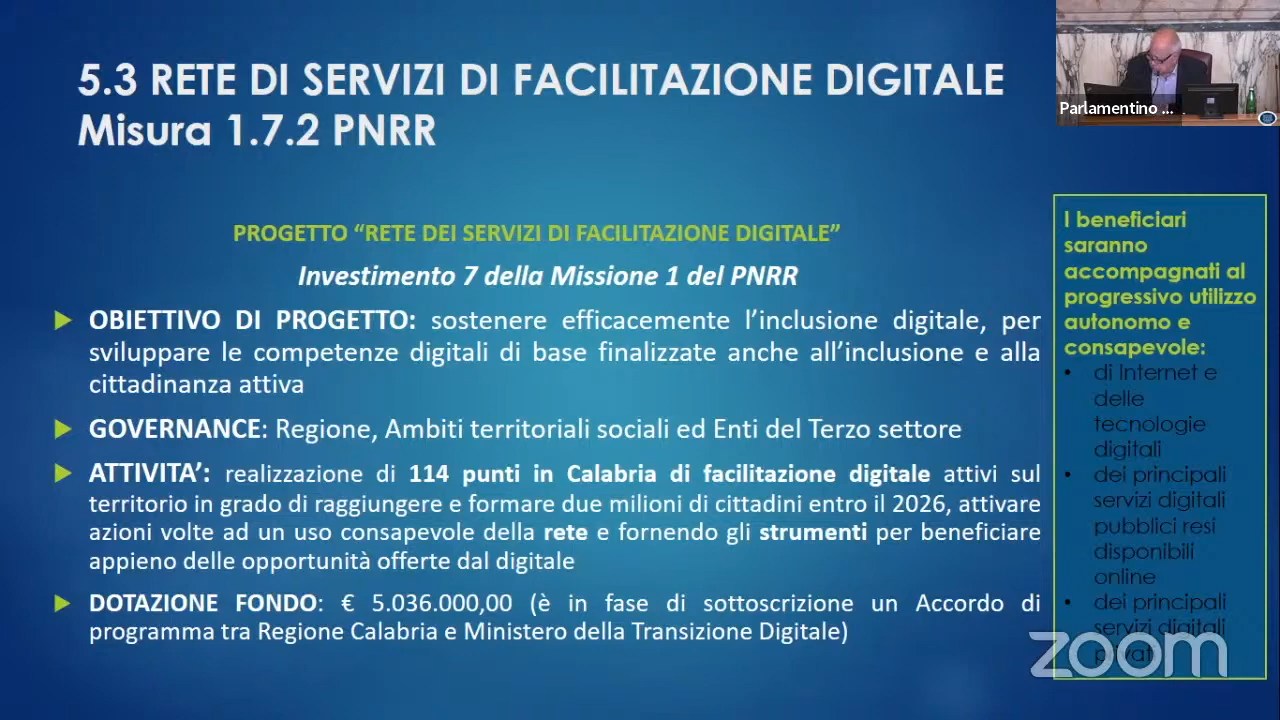 5.3 RETE DI SERVIZI DI FACILITAZIONE DIGITALE
Misura 1.7.2 PNRR
Parlamentino ...
PROGETTO “RETE DEI SERVIZI DI FACILITAZIONE DIGITALE”
Investimento 7 della Missione 1 del PNRR
OBIETTIVO DI PROGETTO: sostenere efficacemente l’inclusione digitale, per
sviluppare le competenze digitali di base finalizzate anche all’inclusione e alla
cittadinanza attiva
GOVERNANCE: Regione, Ambiti territoriali sociali ed Enti del Terzo settore
ATTIVITA’: realizzazione di 114 punti in Calabria di facilitazione digitale attivi sul
territorio in grado di raggiungere e formare due milioni di cittadini entro il 2026, attivare
azioni volte ad un uso consapevole della rete e fornendo gli strumenti per beneficiare
appieno delle opportunità offerte dal digitale
DOTAZIONE FONDO: € 5.036.000,00 (è in fase di sottoscrizione un Accordo di
programma tra Regione Calabria e Ministero della Transizione Digitale)
I beneficiari
saranno
accompagnati al
progressivo utilizzo
autonomo e
consapevole:
• di Internet e
delle
tecnologie
digitali
• dei principali
servizi digitali
pubblici resi
disponibili
online
• dei principali
servizi digitali
privati
zoom